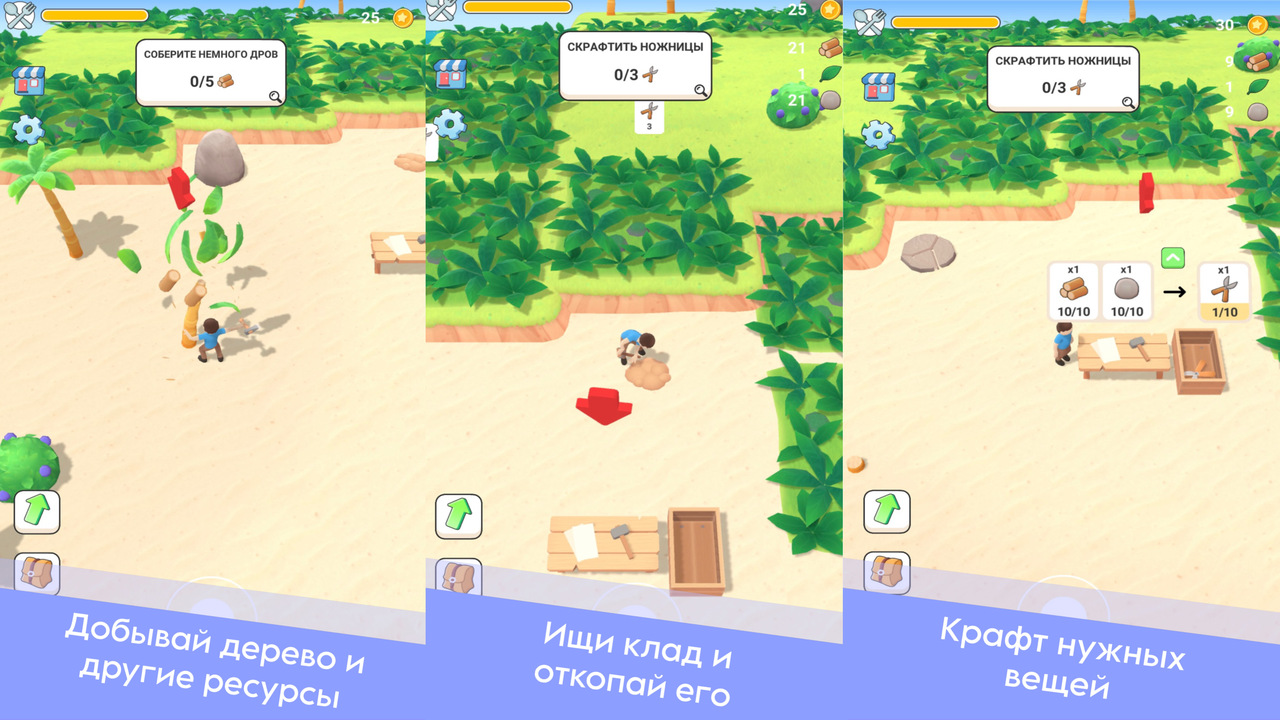 25
СОБЕРИТЕ НЕМНОГО ДРОВ
0/5
Добывай дерево и
другие ресурсы
25
СКРАФТИТЬ НОЖНИЦЫ
0/3
3
21
1
21
Ищи клад и
откопай его
30
СКРАФТИТЬ НОЖНИЦЫ
0/3
9
1
9
x1
x1
x1
10/10
10/10
1/10
Крафт нужных
вещей